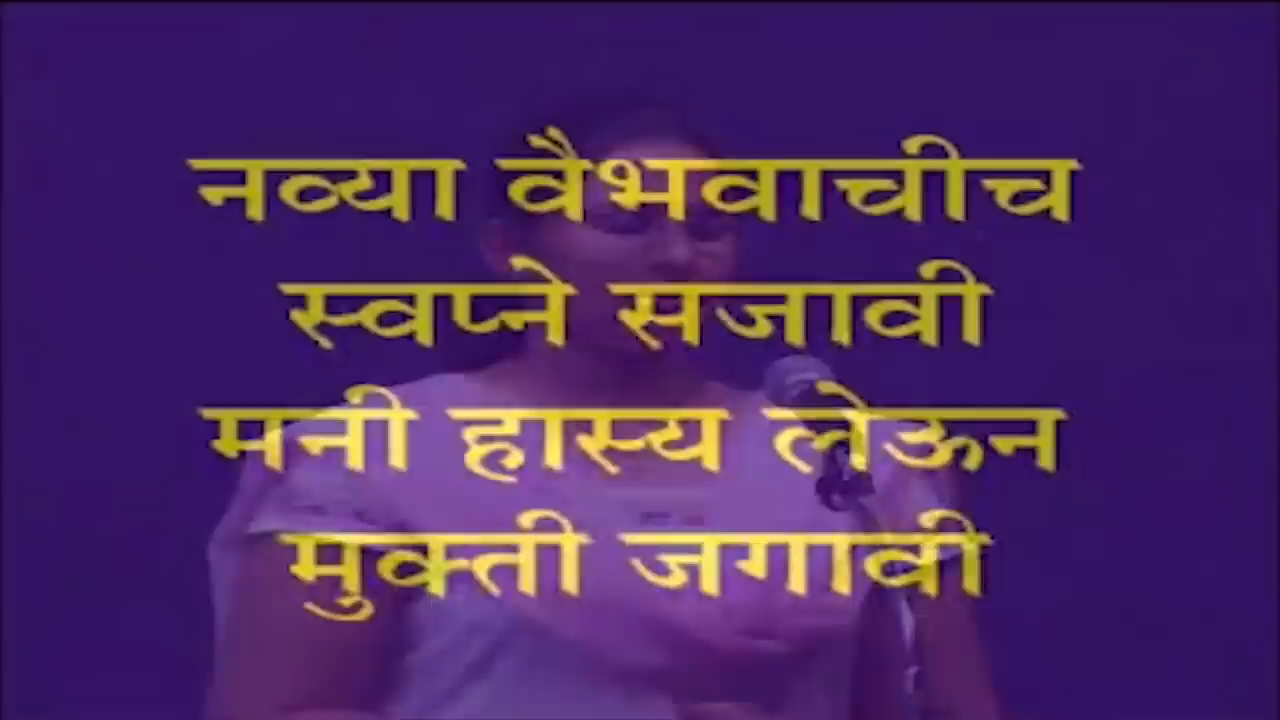 नव्या वैभवाचीच
स्वप्ने सजावी
मनी हास्य लेऊन
मुक्ती जगावी